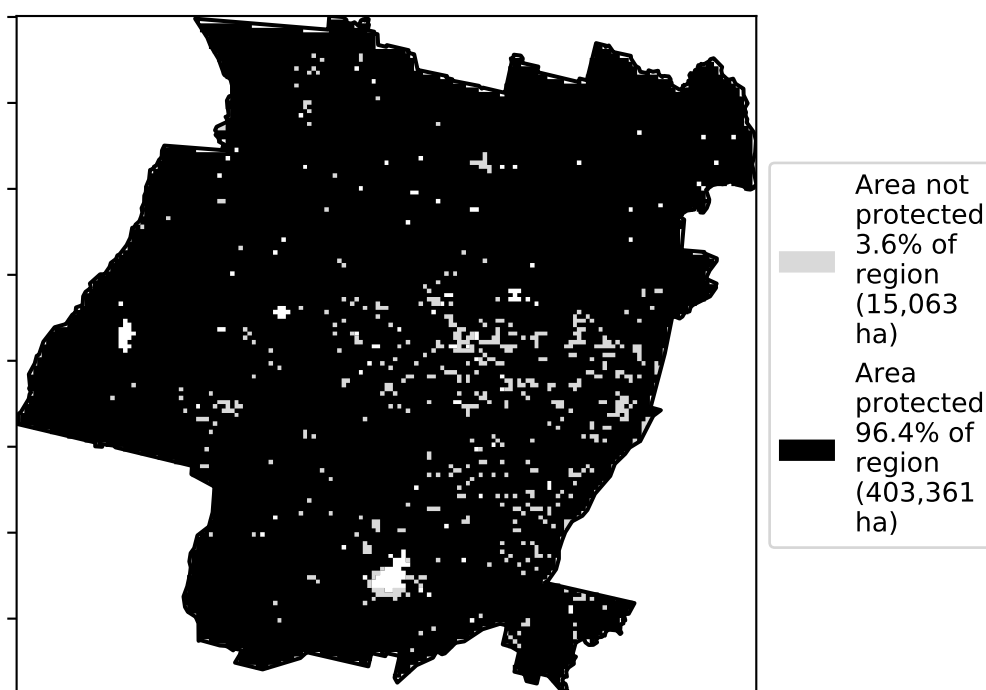 Area not
protected
3.6% of
region
(15,063
ha)
Area
protected
96.4% of
region
(403,361
ha)